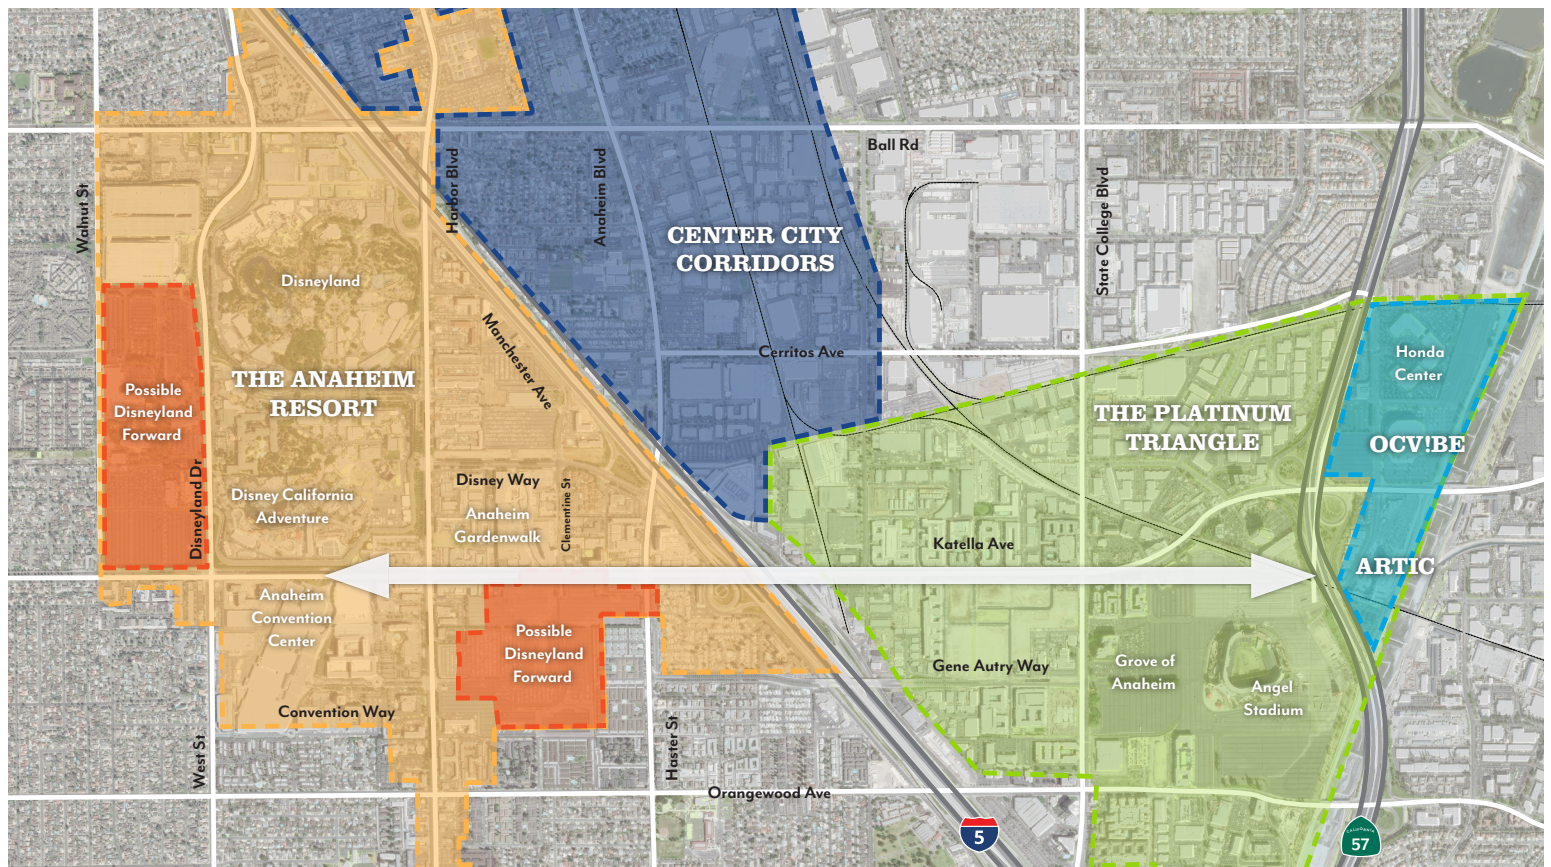 Ball Rd
Walnut St
Harbor Blvd
Anaheim Blvd
State College Blvd
CENTER CITY
CORRIDORS
Disneyland
Manchester Ave
Cerritos Ave
Honda
Center
THE ANAHEIM
RESORT
Possible
Disneyland
Forward
THE PLATINUM
TRIANGLE
OCV!BE
Disneyland Dr
Disney Way
Clementine St
Disney California
Adventure
Anaheim
Gardenwalk
Katella Ave
ARTIC
Anaheim
Convention
Center
Possible
Disneyland
Forward
Gene Autry Way
Grove of
Anaheim
Angel
Stadium
Convention Way
West St
Haster St
Orangewood Ave
5
CALIFORNIA
57